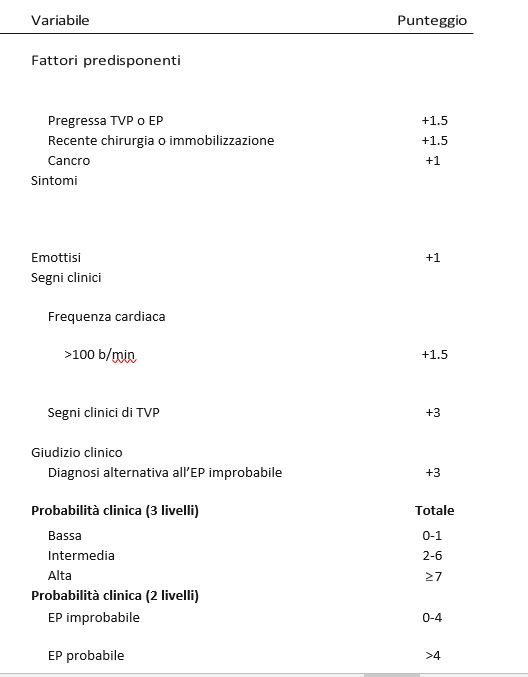 Variabile Punteggio
Fattori predisponenti
Pregressa TVP o EP +1.5
Recente chirurgia o immobilizzazione +1.5
Cancro +1
Sintomi
Emottisi +1
Segni clinici
Frequenza cardiaca
>100 b/min +1.5
Segni clinici di TVP +3
Giudizio clinico
Diagnosi alternativa all’EP improbabile +3
Probabilità clinica (3 livelli) Totale
Bassa 0-1
Intermedia 2-6
Alta ≥7
Probabilità clinica (2 livelli)
EP improbabile 0-4
EP probabile >4